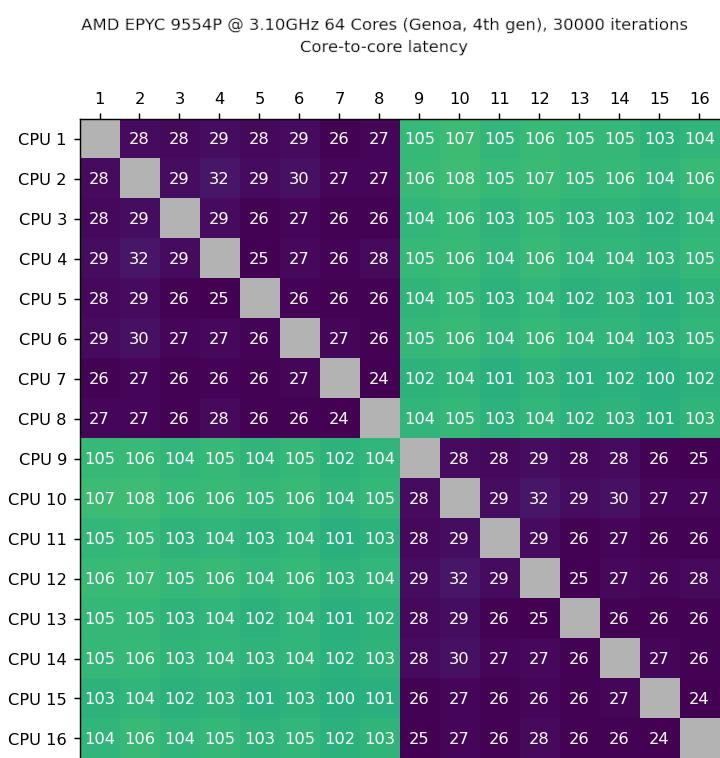 AMD EPYC 9554P @ 3.10GHz 64 Cores (Genoa, 4th gen), 30000 iterations
Core-to-core latency
1 2 3 4 5 6 7 8 9 10 11 12 13 14 15 16
CPU 1 28 28 29 28 29 26 27 105 107 105 106 105 105 103 104
CPU 2 28 29 32 29 30 27 27 106 108 105 107 105 106 104 106
CPU 3 28 29 29 26 27 26 26 104 106 103 105 103 103 102 104
CPU 4 29 32 29 25 27 26 28 105 106 104 106 104 104 103 105
CPU 5 28 29 26 25 26 26 26 104 105 103 104 102 103 101 103
CPU 6 29 30 27 27 26 27 26 105 106 104 106 104 104 103 105
CPU 7 26 27 26 26 26 27 24 102 104 101 103 101 102 100 102
CPU 8 27 27 26 28 26 26 24 104 105 103 104 102 103 101 103
CPU 9 105 106 104 105 104 105 102 104 28 28 29 28 28 26 25
CPU 10 107 108 106 106 105 106 104 105 28 29 32 29 30 27 27
CPU 11 105 105 103 104 103 104 101 103 28 29 29 26 27 26 26
CPU 12 106 107 105 106 104 106 103 104 29 32 29 25 27 26 28
CPU 13 105 105 103 104 102 104 101 102 28 29 26 25 26 26 26
CPU 14 105 106 103 104 103 104 102 103 28 30 27 27 26 27 26
CPU 15 103 104 102 103 101 103 100 101 26 27 26 26 26 27 24
CPU 16 104 106 104 105 103 105 102 103 25 27 26 28 26 26 24